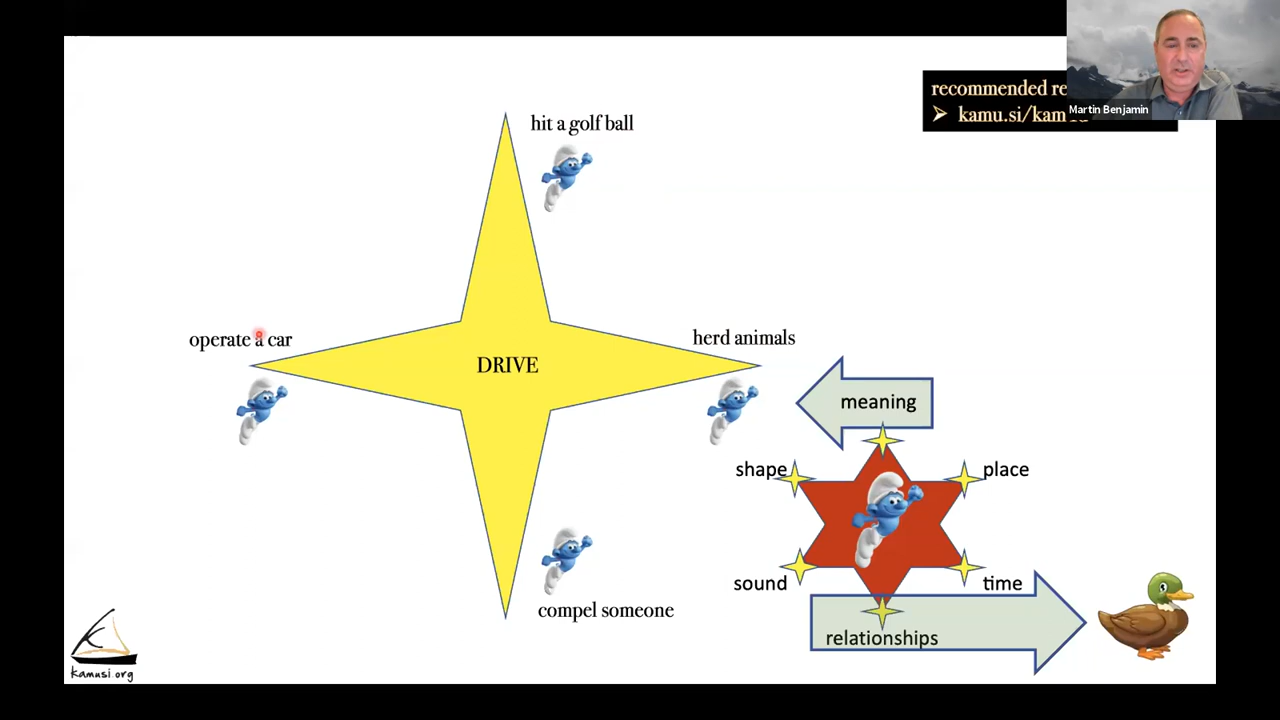 recommended
➢ kamu.si/kam
Martin Benjamin
hit a golf ball
operate a car
herd animals
DRIVE
meaning
shape
place
sound
time
compel someone
relationships
kamusi.org